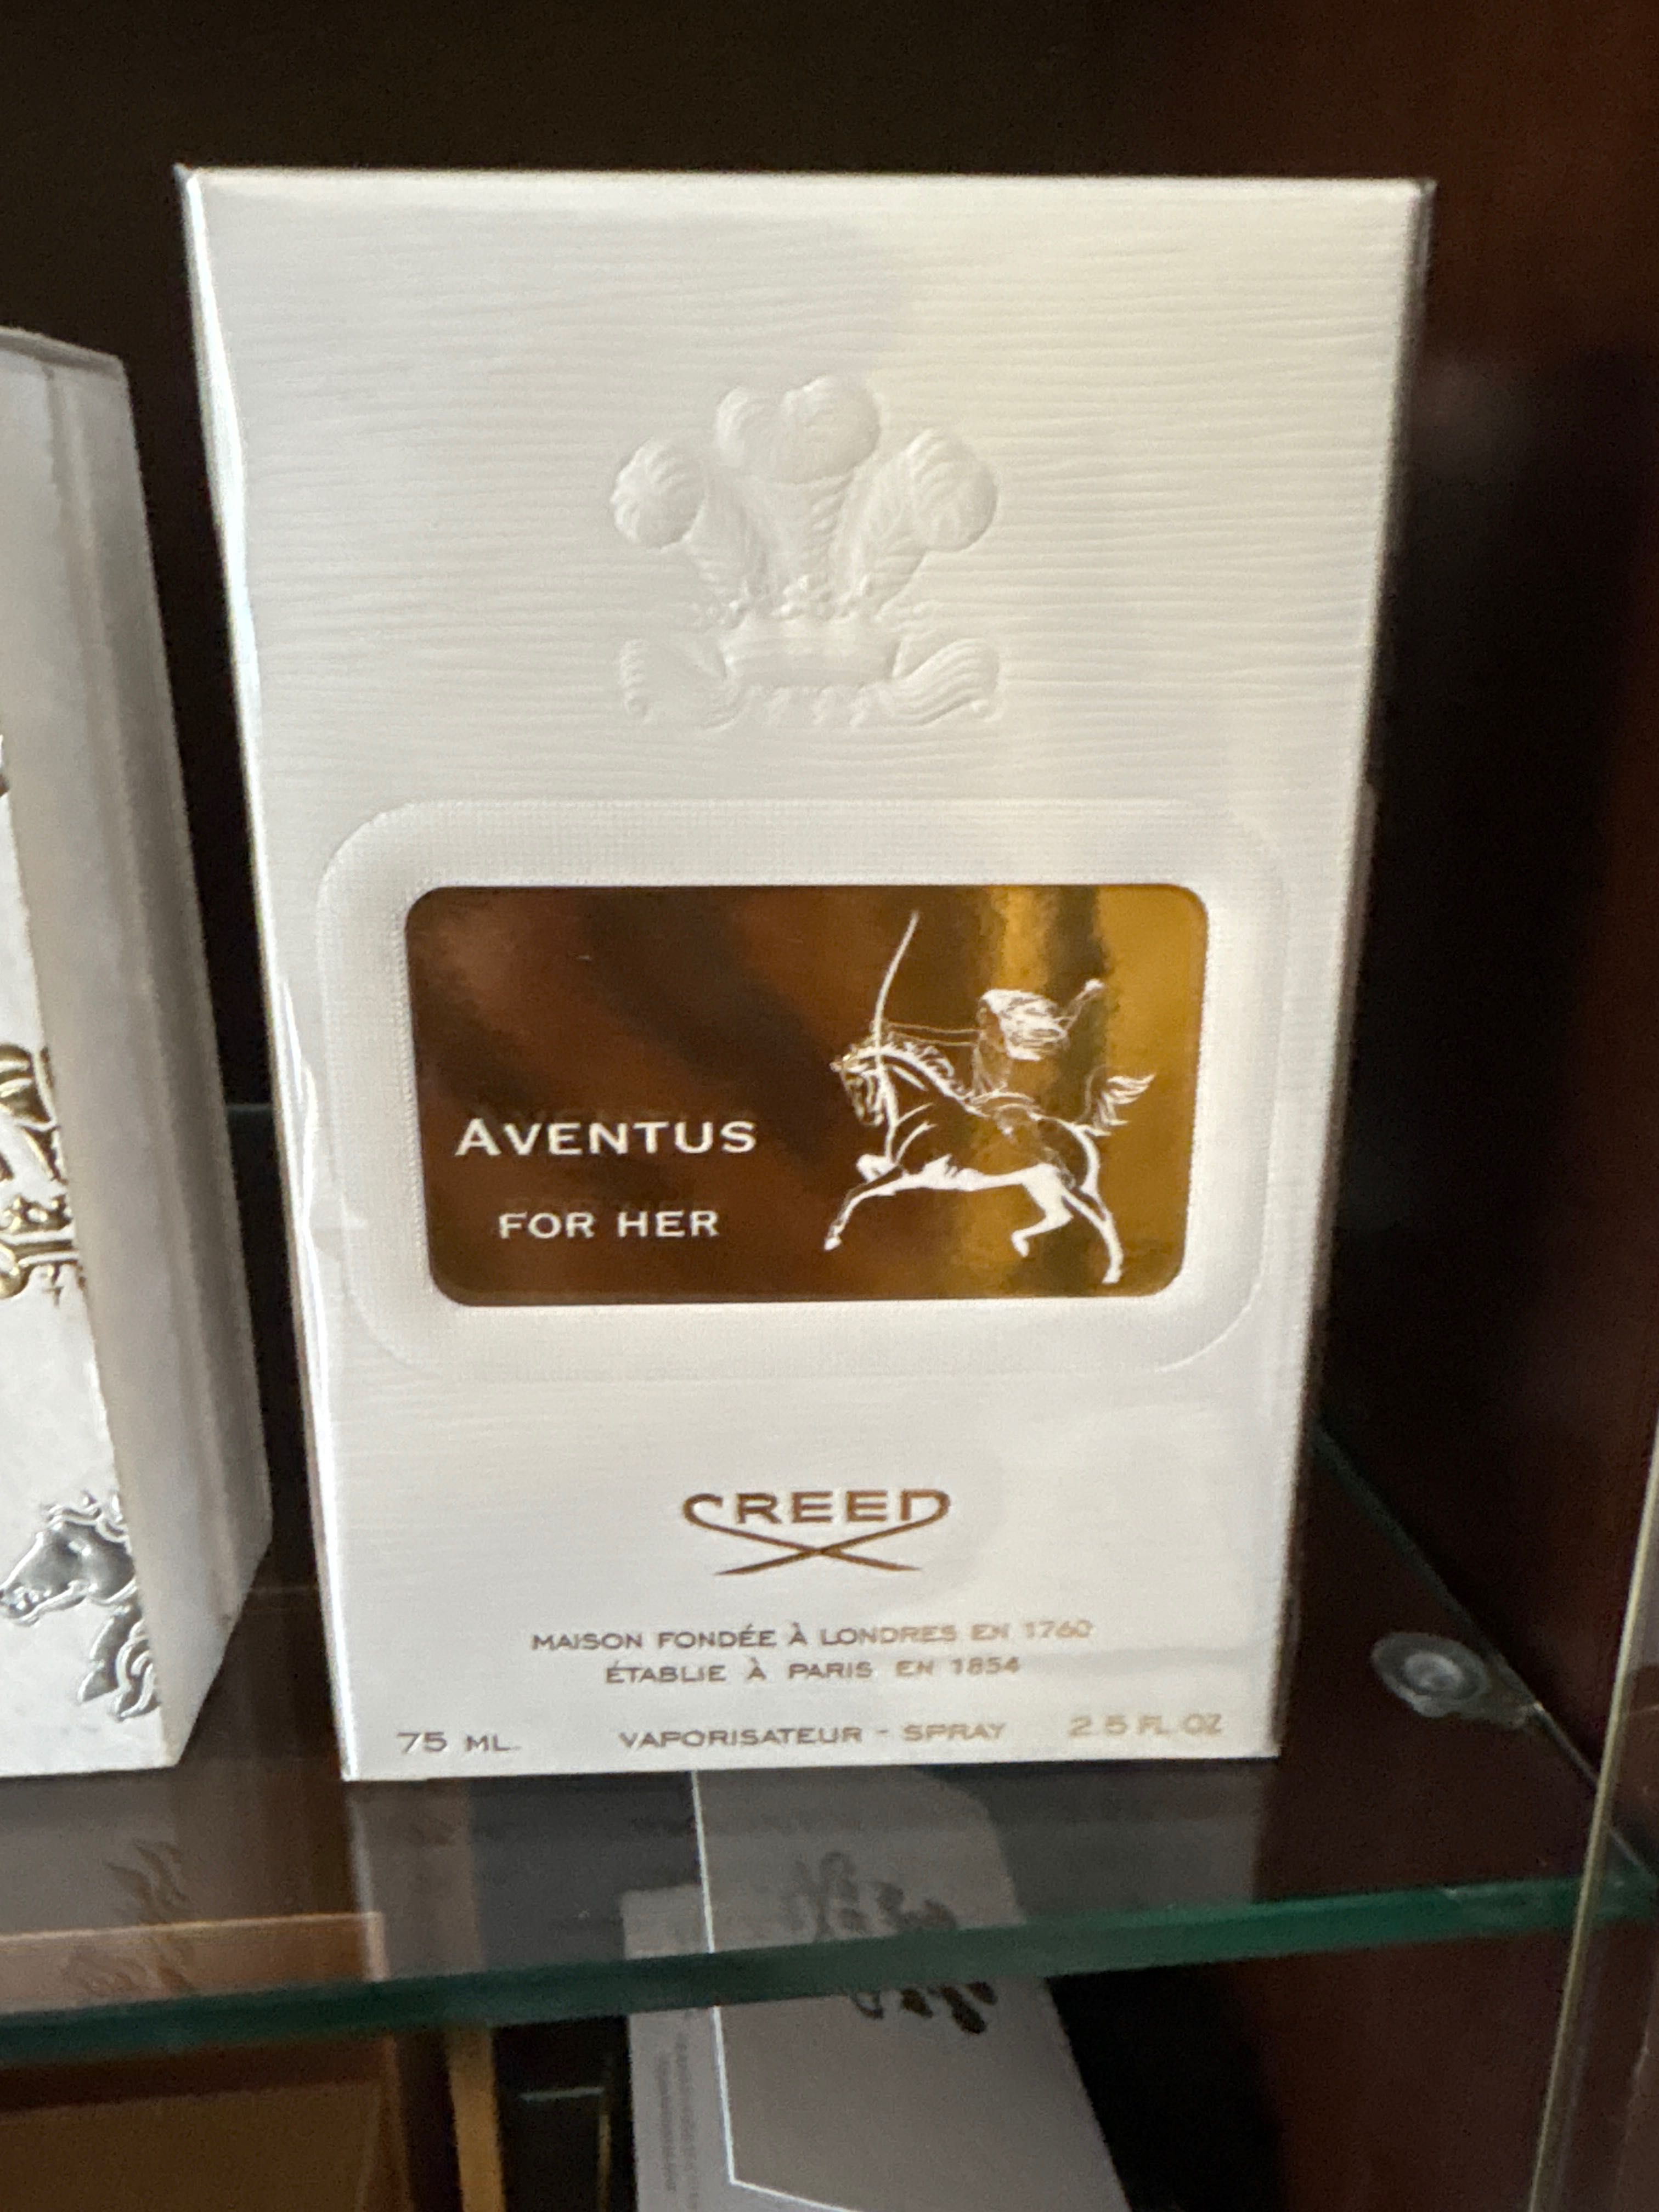 AVENTUS
FOR HER
CREED
MAISON FONDÉE À LONDRES EN 1760
ÉTABLIE À PARIS EN 1854
75 ML. VAPORISATEUR - SPRAY 2.5 FL. OZ